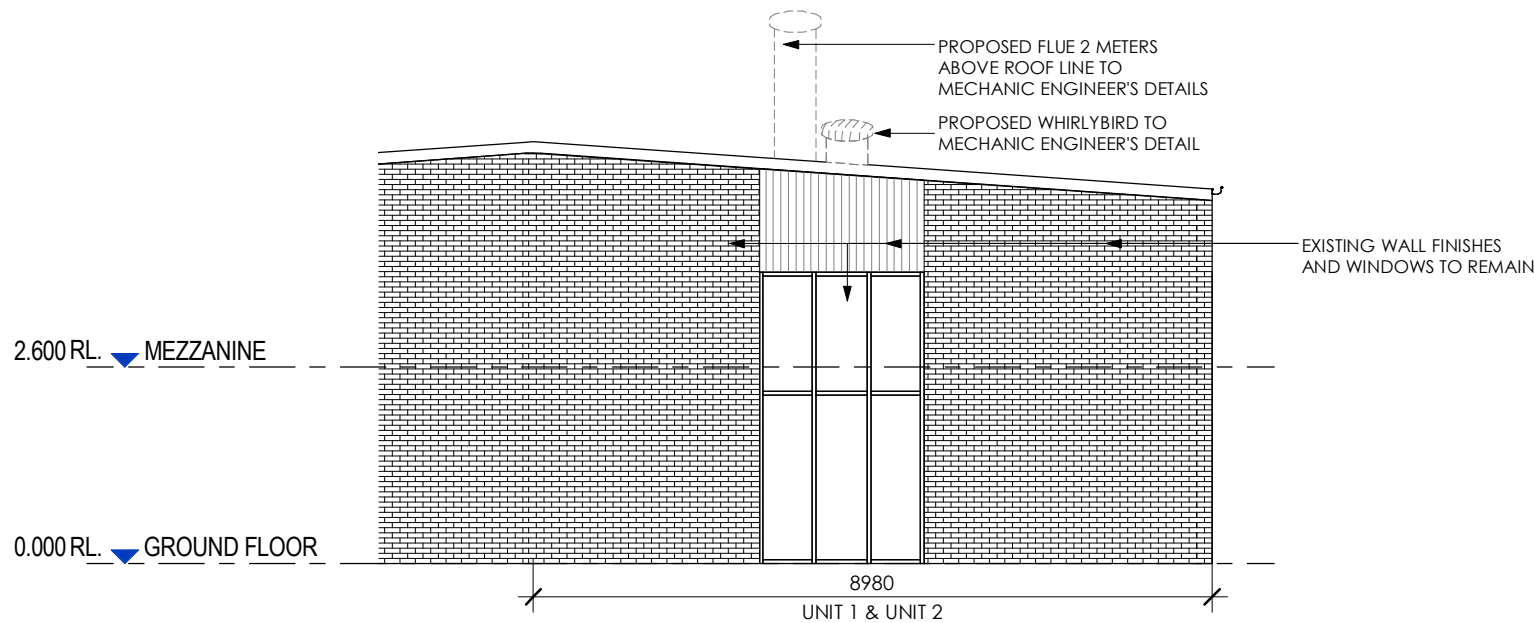 PROPOSED FLUE 2 METERS
ABOVE ROOF LINE TO
MECHANIC ENGINEER'S DETAILS
PROPOSED WHIRLYBIRD TO
MECHANIC ENGINEER'S DETAIL
EXISTING WALL FINISHES
AND WINDOWS TO REMAIN
2.600 RL. MEZZANINE
0.000 RL. GROUND FLOOR
8980
UNIT 1 & UNIT 2